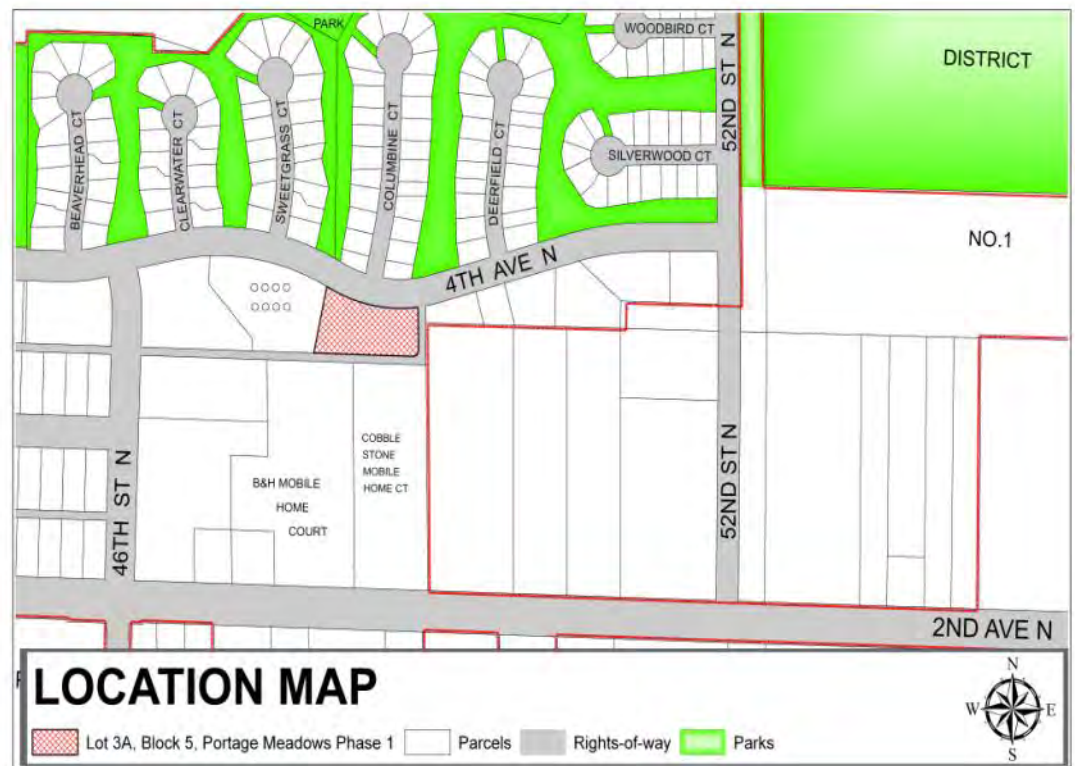 PARK
WOODBIRD CT
52ND ST N
DISTRICT
BEAVERHEAD CT
CLEARWATER CT
SWEETGRASS CT
COLUMBINE CT
DEERFIELD CT
SILVERWOOD CT
NO.1
4TH AVE N
46TH ST N
B&H MOBILE
HOME
COURT
COBBLE
STONE
MOBILE
HOME CT
52ND ST N
2ND AVE N
LOCATION MAP
N
W
E
S
Lot 3A, Block 5, Portage Meadows Phase 1
Parcels
Rights-of-way
Parks